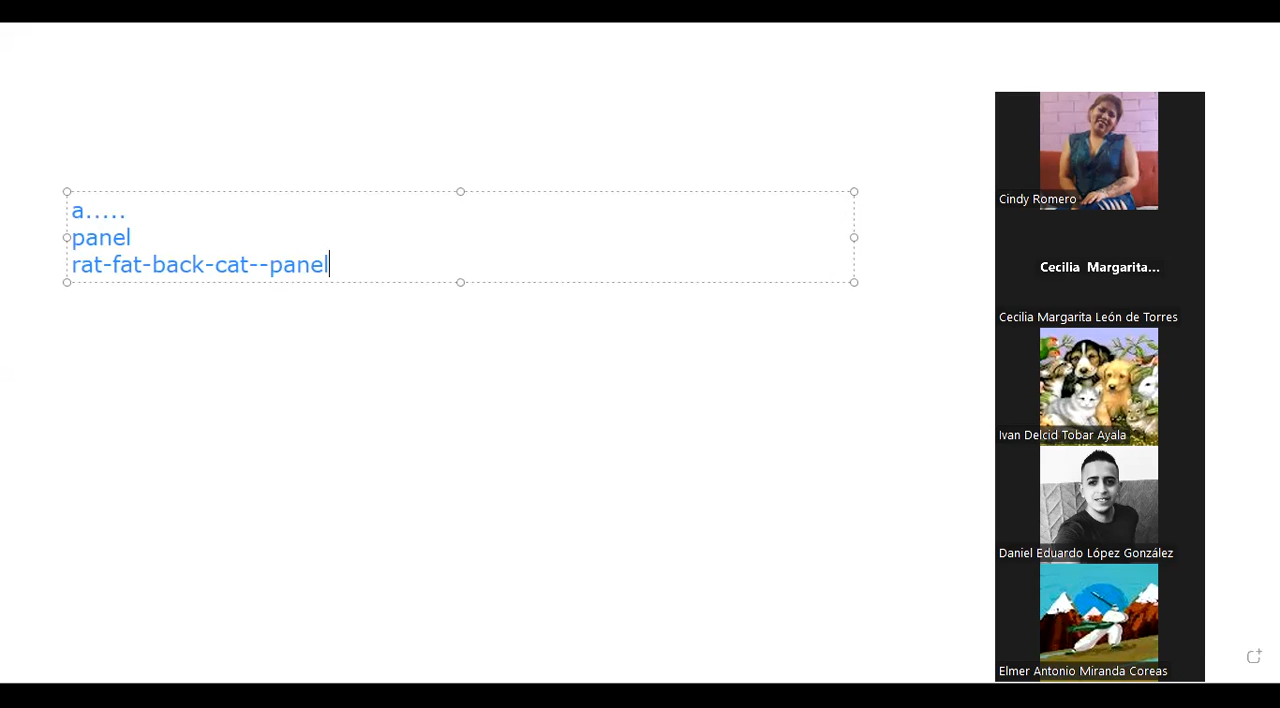 a.....
panel
rat-fat-back-cat--panel
Cindy Romero
Cecilia Margarita...
Cecilia Margarita León de Torres
Ivan Delcid Tobar Ayala
Daniel Eduardo López González
Elmer Antonio Miranda Coreas